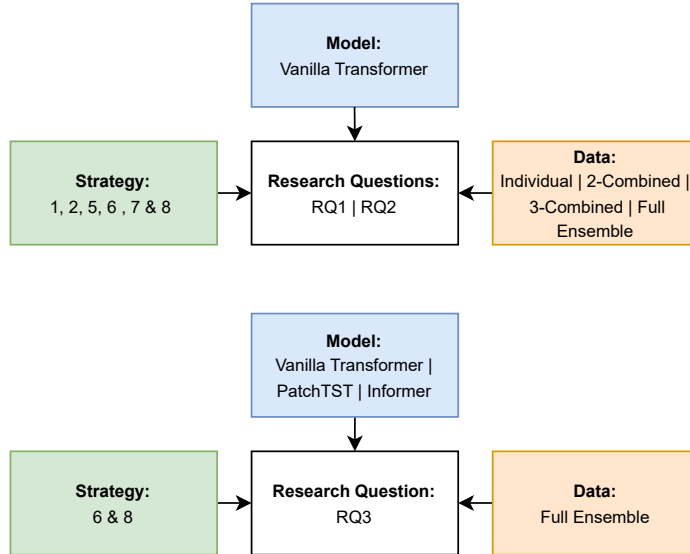 Model:
Vanilla Transformer
Strategy:
1, 2, 5, 6 , 7 & 8
Research Questions:
RQ1 | RQ2
Data:
Individual | 2-Combined |
3-Combined | Full
Ensemble
Model:
Vanilla Transformer |
PatchTST | Informer
Strategy:
6 & 8
Research Question:
RQ3
Data:
Full Ensemble